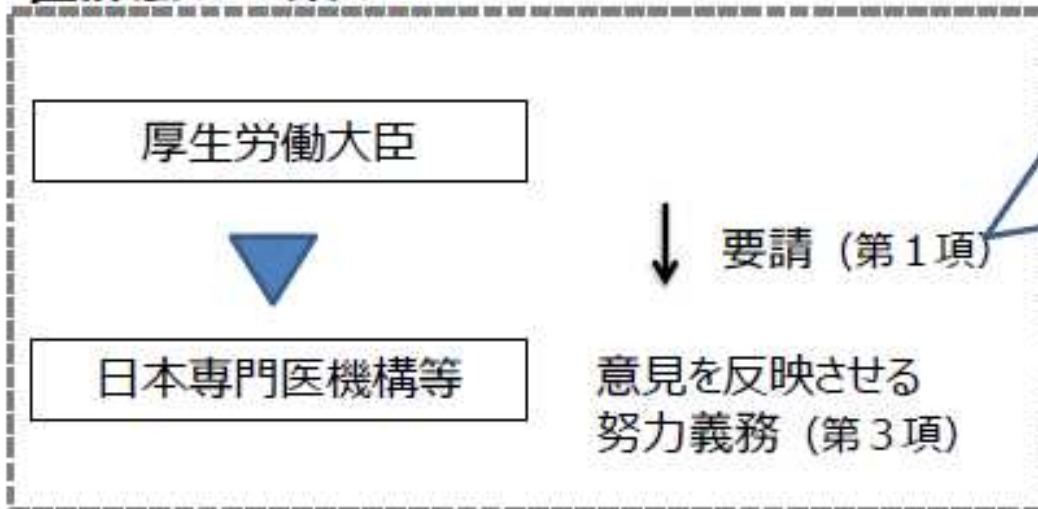 厚生労働大臣
要請（第１項）
日本専門医機構等
意見を反映させる
努力義務（第３項）